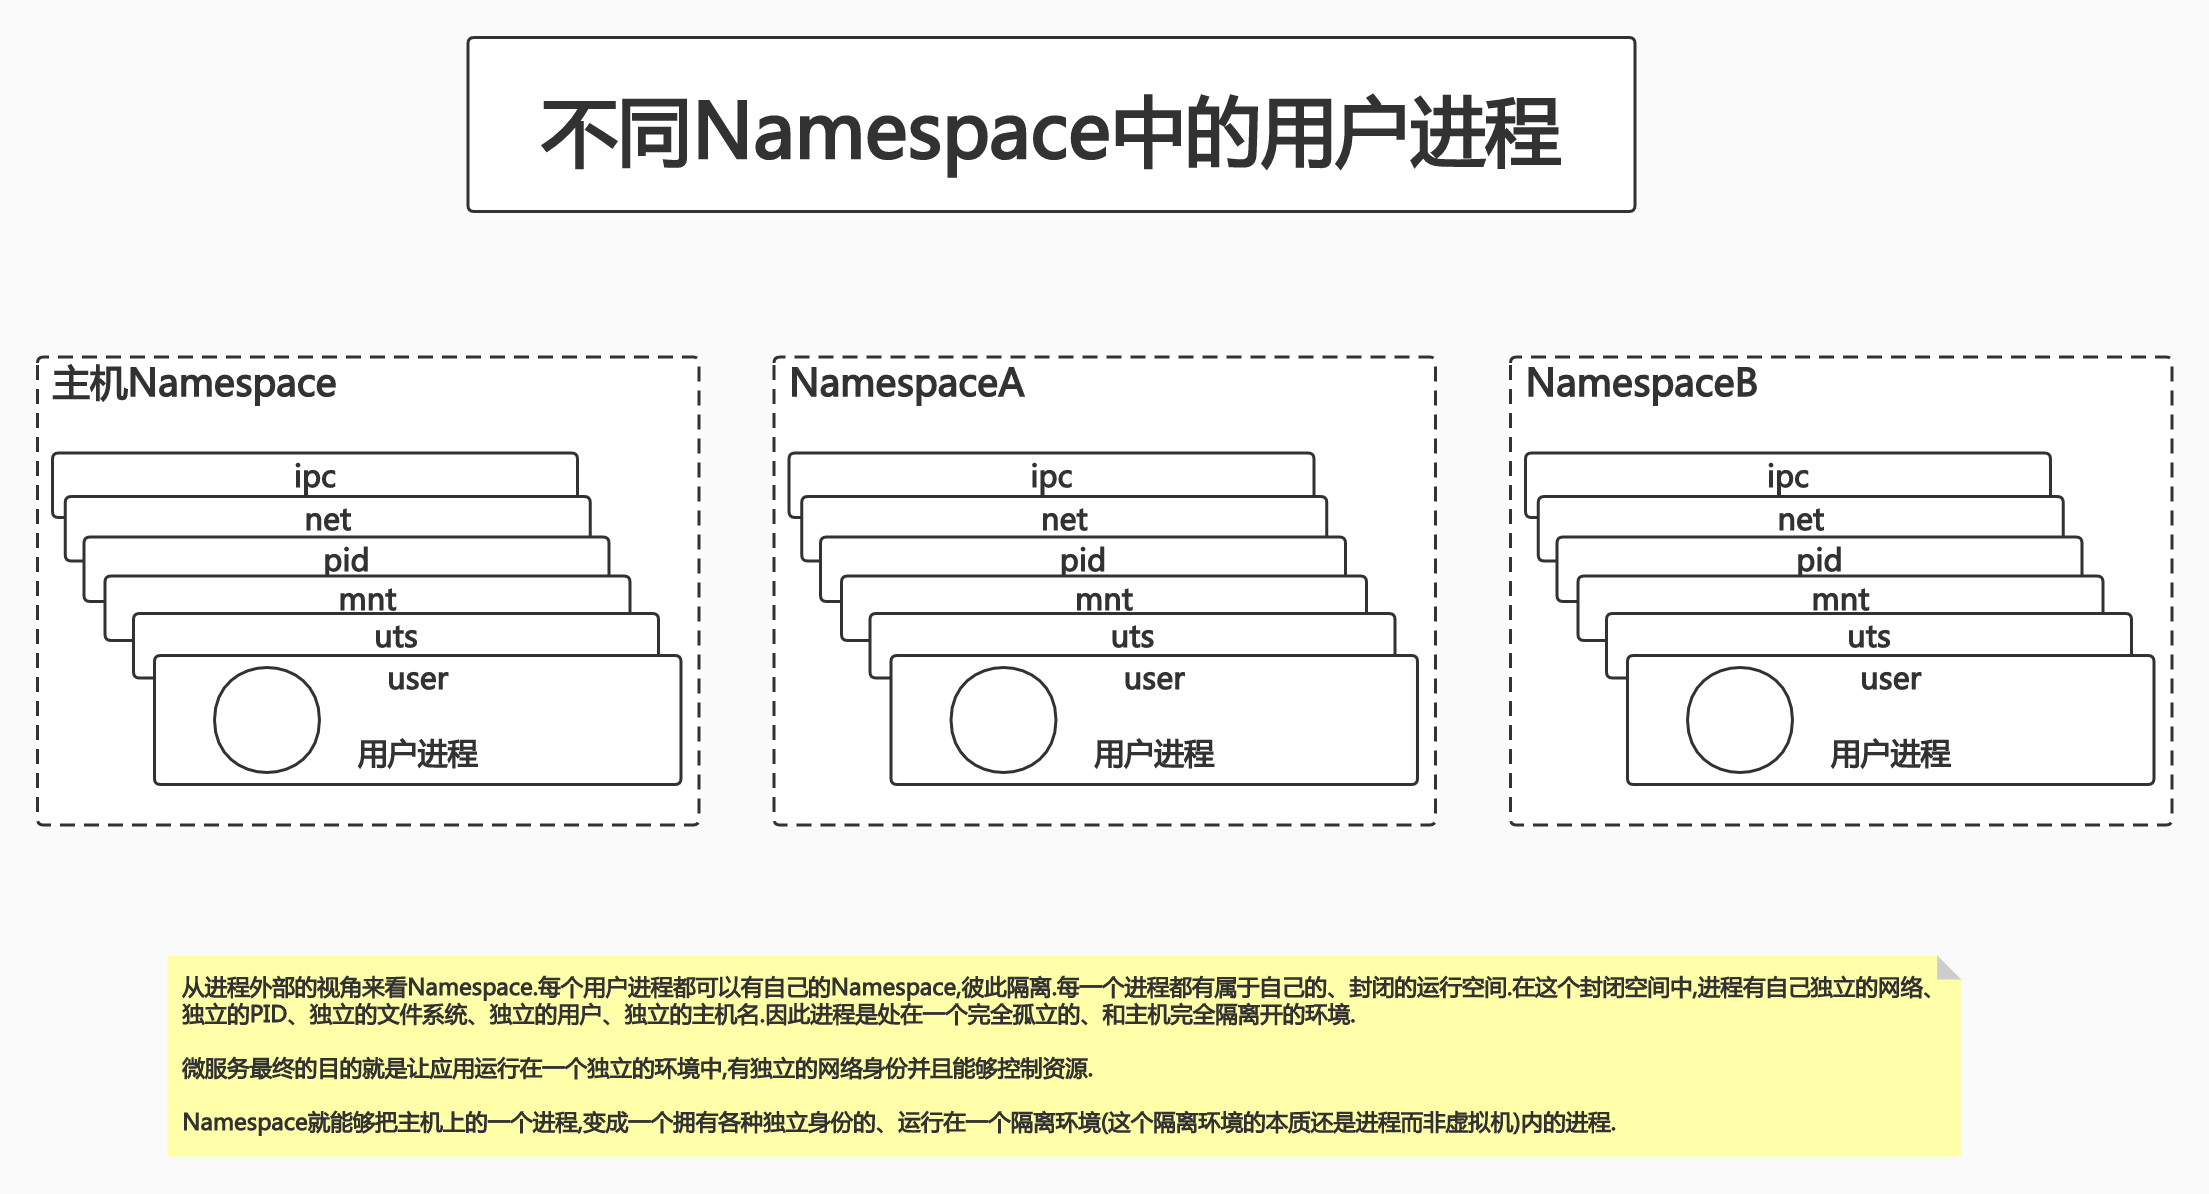 不同Namespace中的用户进程
主机Namespace
ipc
net
pid
mnt
uts
user
用户进程
NamespaceA
ipc
net
pid
mnt
uts
user
用户进程
NamespaceB
ipc
net
pid
mnt
uts
user
用户进程
从进程外部的视角来看Namespace.每个用户进程都可以有自己的Namespace,彼此隔离.每一个进程都有属于自己的、封闭的运行空间.在这个封闭空间中,进程有自己独立的网络、
独立的PID、独立的文件系统、独立的用户、独立的主机名.因此进程是处在一个完全孤立的、和主机完全隔离开的环境.
微服务最终的目的就是让应用运行在一个独立的环境中,有独立的网络身份并且能够控制资源.
Namespace就能够把主机上的一个进程,变成一个拥有各种独立身份的、运行在一个隔离环境(这个隔离环境的本质还是进程而非虚拟机)内的进程.